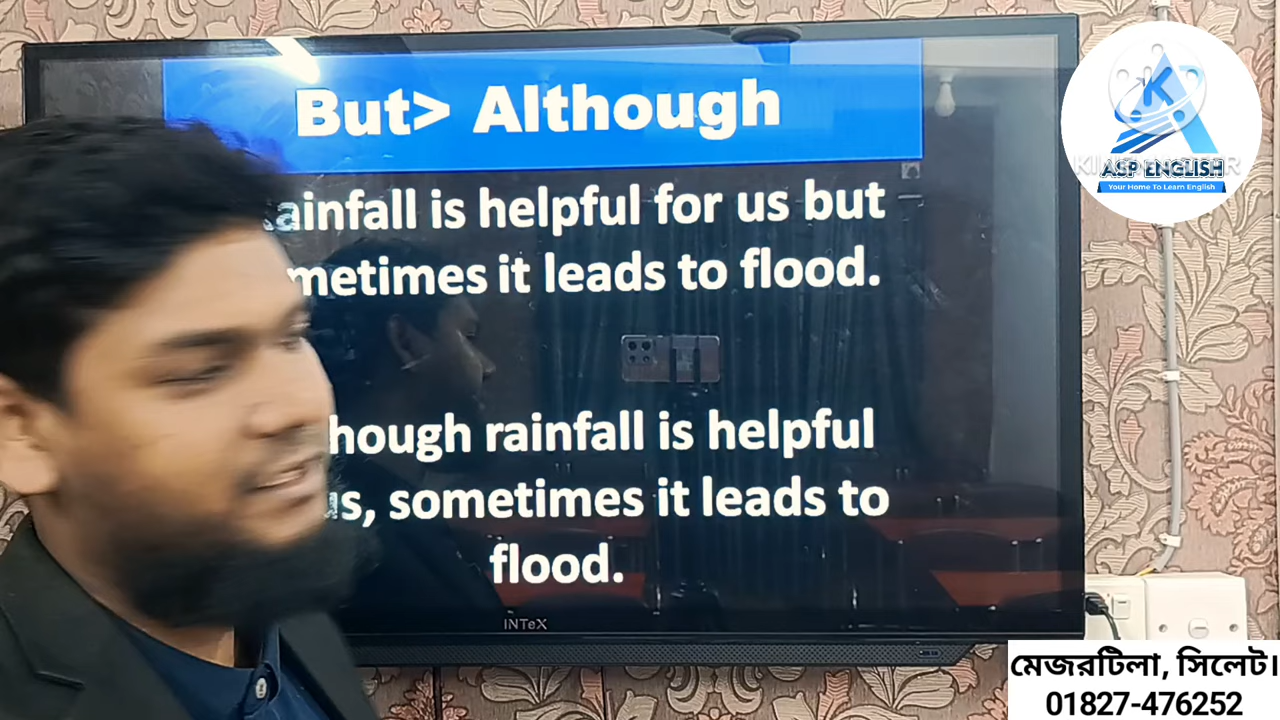 But> Although
ainfall is helpful for us but
metimes it leads to flood.
hough rainfall is helpful
us, sometimes it leads to
flood.
INTeX
K
ASP ENGLISH
Your Home To Learn English
মেজরটিলা, সিলেট।
01827-476252